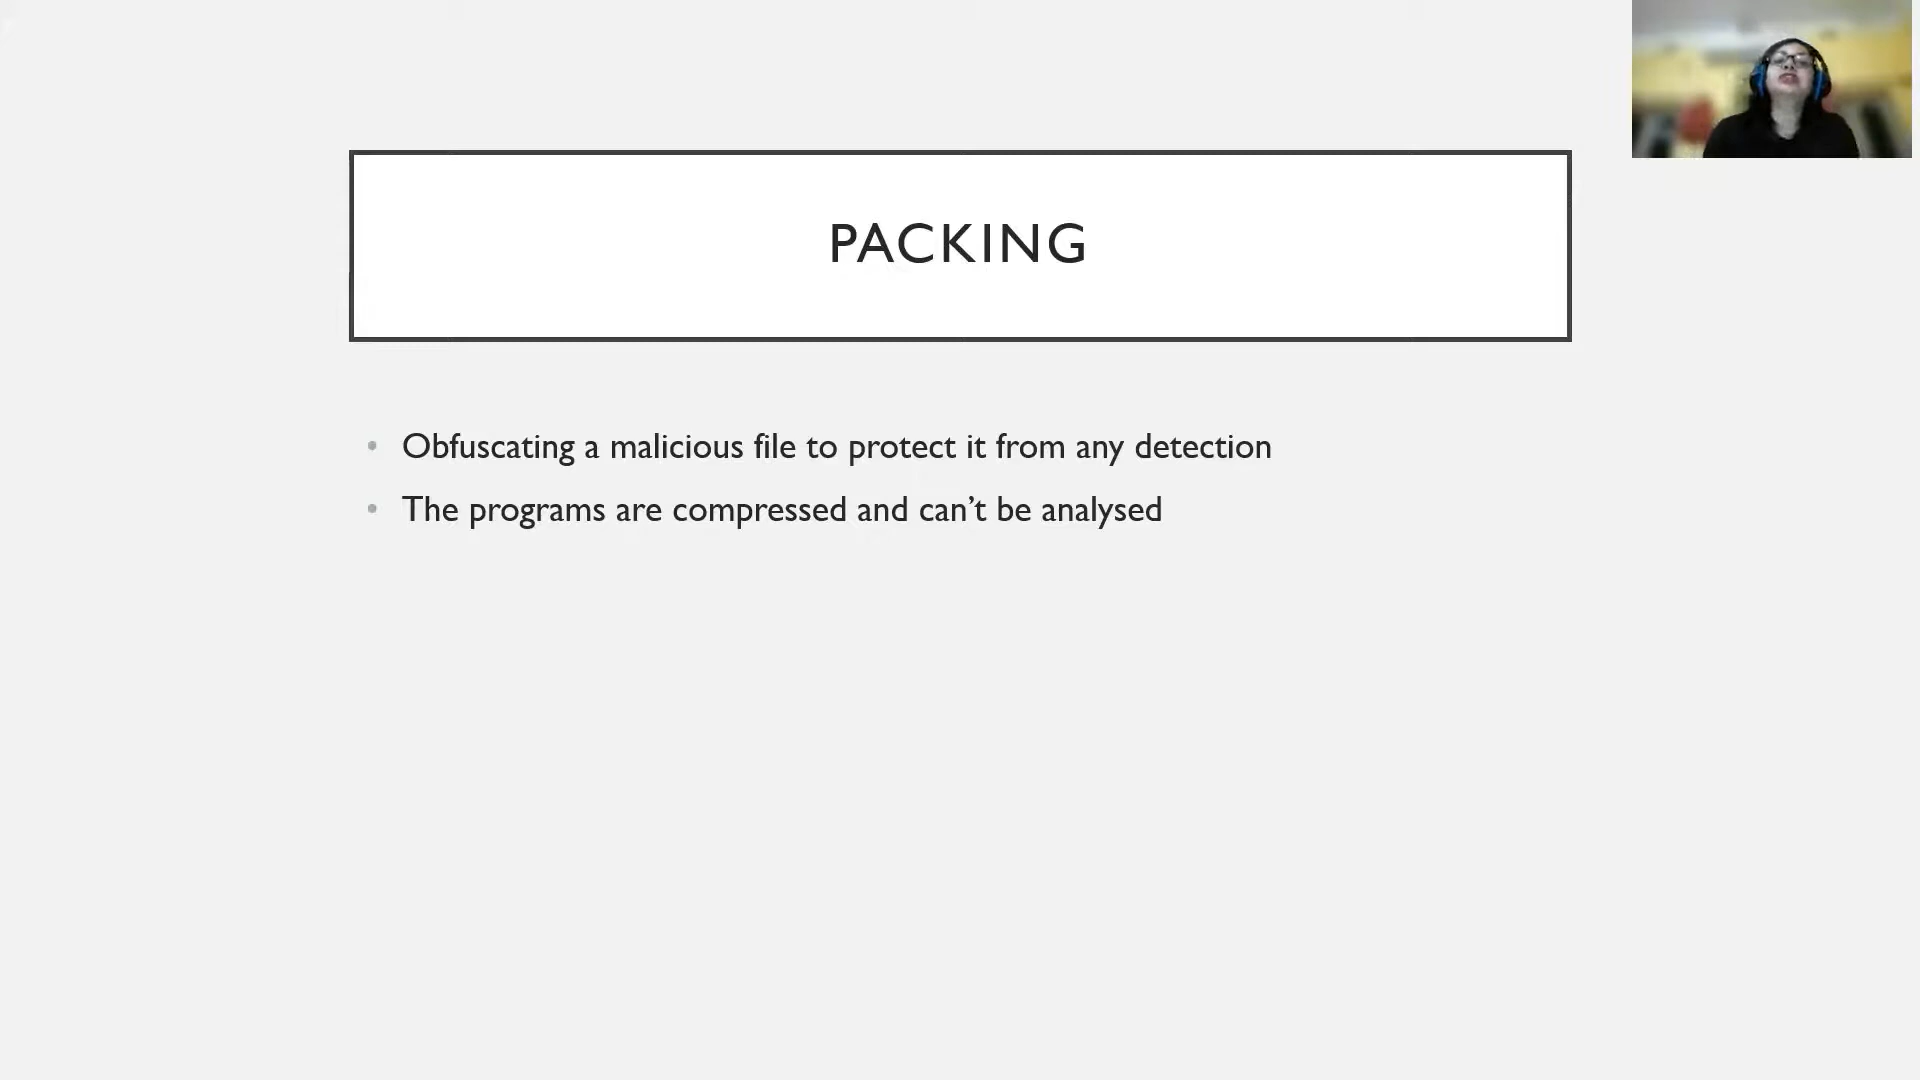 PACKING
• Obfuscating a malicious file to protect it from any detection
• The programs are compressed and can’t be analysed